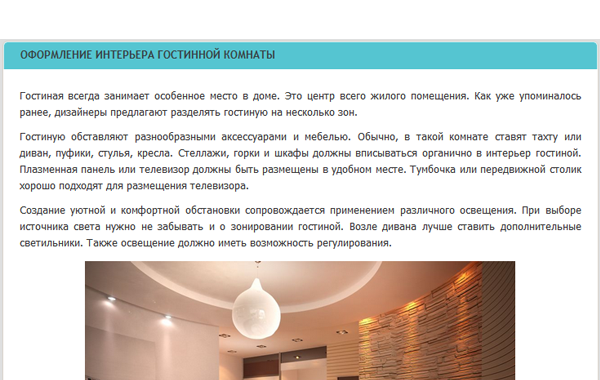 ОФОРМЛЕНИЕ ИНТЕРЬЕРА ГОСТИННОЙ КОМНАТЫ
Гостиная всегда занимает особенное место в доме. Это центр всего жилого помещения. Как уже упоминалось
ранее, дизайнеры предлагают разделять гостиную на несколько зон.
Гостиную обставляют разнообразными аксессуарами и мебелью. Обычно, в такой комнате ставят тахту или
диван, пуфики, стулья, кресла. Стеллажи, горки и шкафы должны вписываться органично в интерьер гостиной.
Плазменная панель или телевизор должны быть размещены в удобном месте. Тумбочка или передвижной столик
хорошо подходят для размещения телевизора.
Создание уютной и комфортной обстановки сопровождается применением различного освещения. При выборе
источника света нужно не забывать и о зонировании гостиной. Возле дивана лучше ставить дополнительные
светильники. Также освещение должно иметь возможность регулирования.